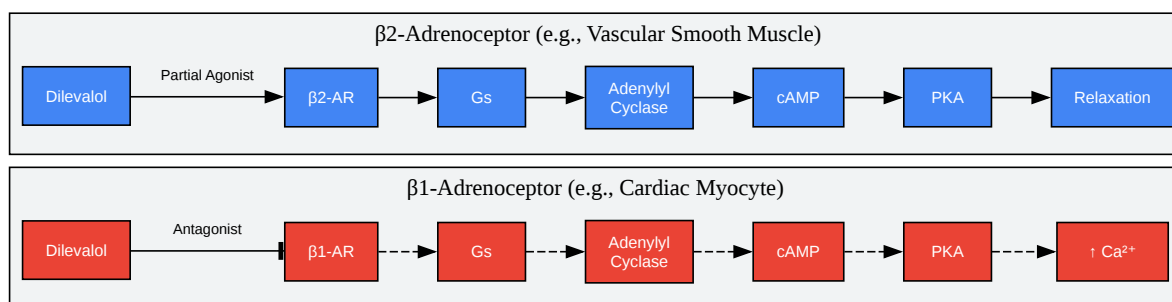 β2-Adrenoceptor (e.g., Vascular Smooth Muscle)
Dilevalol
Partial Agonist
β2-AR
Gs
Adenylyl
Cyclase
cAMP
PKA
Relaxation
β1-Adrenoceptor (e.g., Cardiac Myocyte)
Dilevalol
Antagonist
β1-AR
Gs
Adenylyl
Cyclase
cAMP
PKA
↑ Ca²⁺